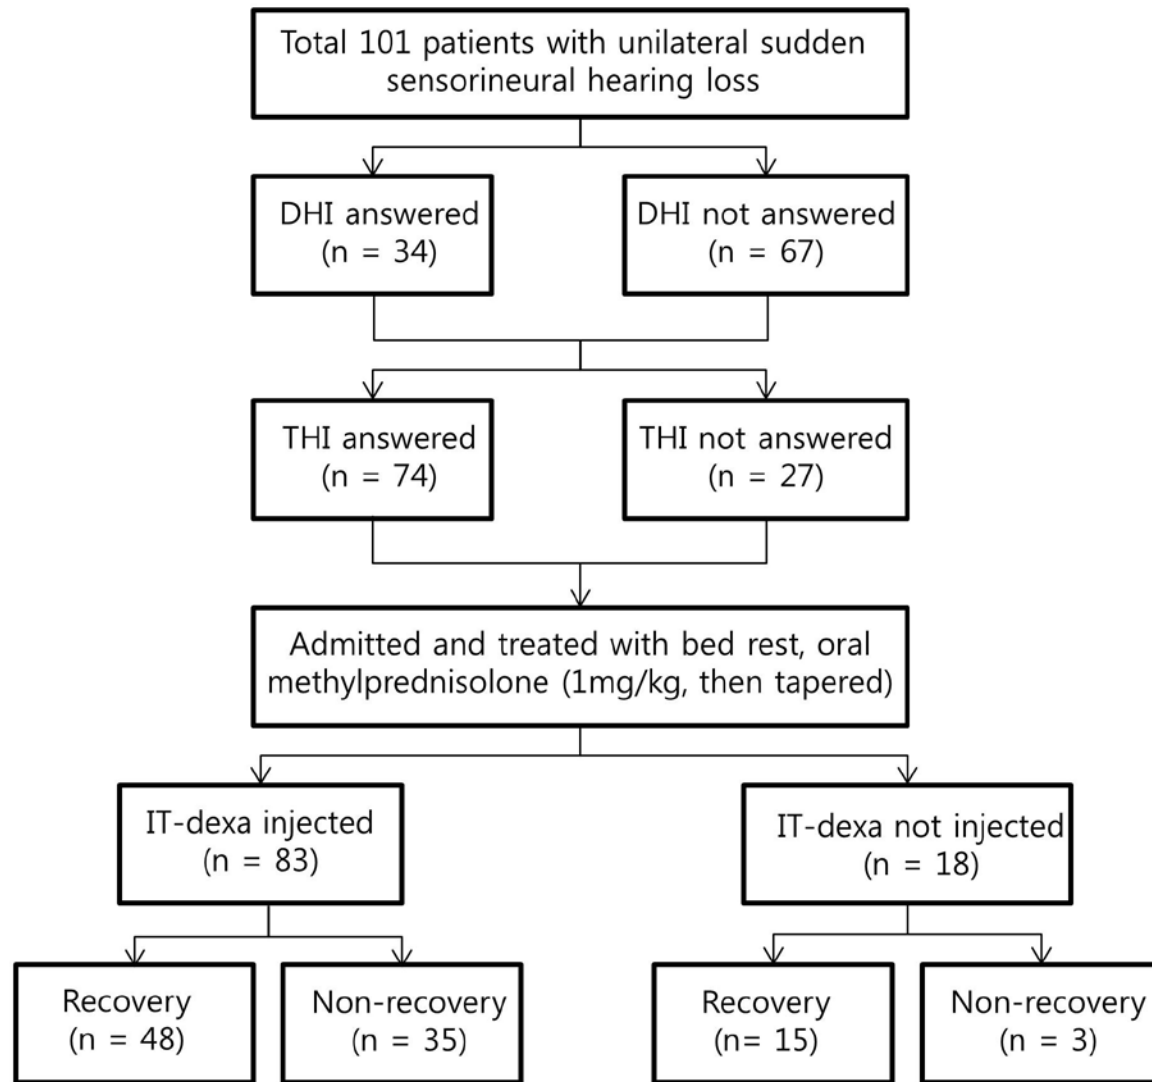 Total 101 patients with unilateral sudden
sensorineural hearing loss
DHI answered
(n = 34)
DHI not answered
(n = 67)
THI answered
(n = 74)
THI not answered
(n = 27)
Admitted and treated with bed rest, oral
methylprednisolone (1mg/kg, then tapered)
IT-dexa injected
(n = 83)
IT-dexa not injected
(n = 18)
Recovery
(n = 48)
Non-recovery
(n = 35)
Recovery
(n= 15)
Non-recovery
(n = 3)